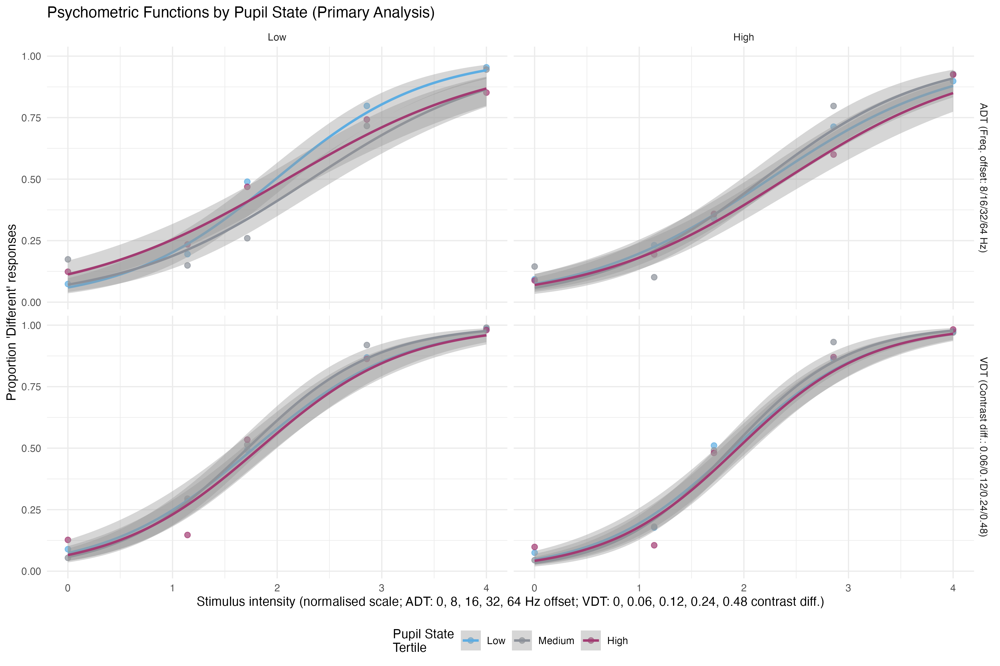 Psychometric Functions by Pupil State (Primary Analysis)
Low
High
1.00
0.75
0.50
0.25
0.00
ADT (Freq. offset: 8/16/32/64 Hz)
Proportion 'Different' responses
1.00
0.75
0.50
0.25
0.00
VDT (Contrast diff.: 0.06/0.12/0.24/0.48)
0 1 2 3 4
0 1 2 3 4
Stimulus intensity (normalised scale; ADT: 0, 8, 16, 32, 64 Hz offset; VDT: 0, 0.06, 0.12, 0.24, 0.48 contrast diff.)
Pupil State
Tertile
Low
Medium
High